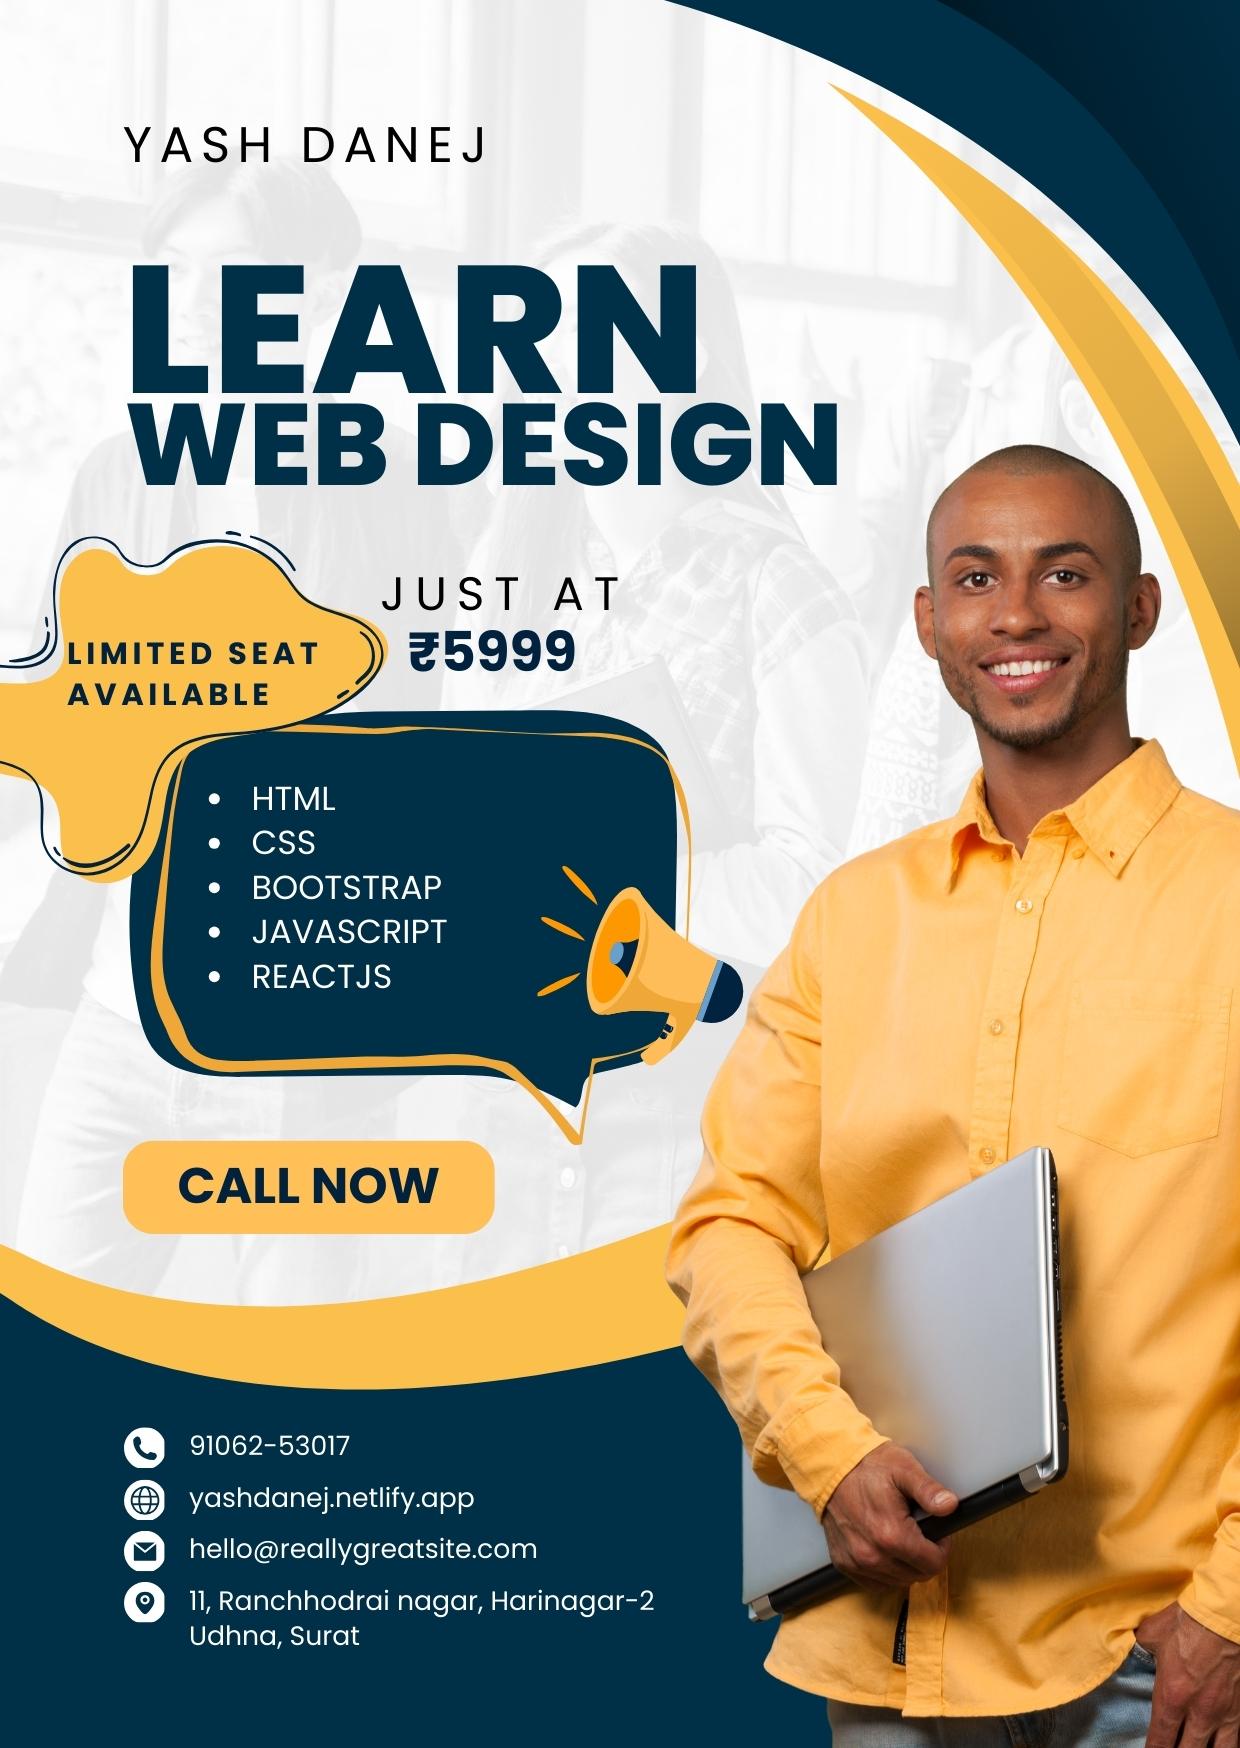 YASH DANEJ
LEARN
WEB DESIGN
JUST AT
₹5999
LIMITED SEAT
AVAILABLE
• HTML
• CSS
• BOOTSTRAP
• JAVASCRIPT
• REACTJS
CALL NOW
91062-53017
yashdanej.netlify.app
hello@reallygreatsite.com
11, Ranchhodrai nagar, Harinagar-2
Udhna, Surat